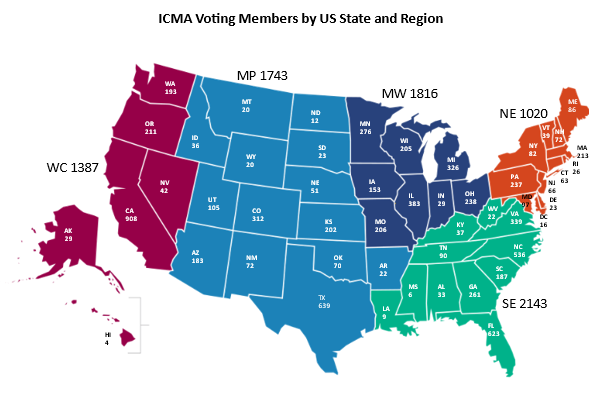 ICMA Voting Members by US State and Region
MP 1743
MW 1816
NE 1020
WC 1387
SE 2143
WA
193
OR
211
CA
908
NV
42
AK
29
HI
4
MT
20
ID
36
WY
20
UT
105
CO
312
AZ
183
NM
72
ND
12
SD
23
NE
51
KS
202
OK
70
TX
639
AR
22
MN
276
IA
153
MO
206
WI
205
IL
383
IN
29
MI
326
OH
238
KY
37
TN
90
MS
6
AL
33
GA
261
LA
9
FL
623
SC
187
NC
536
VA
339
WV
22
ME
86
VT
39
NH
72
NY
82
PA
237
MA
213
RI
26
CT
63
NJ
66
DE
23
MD
97
DC
16